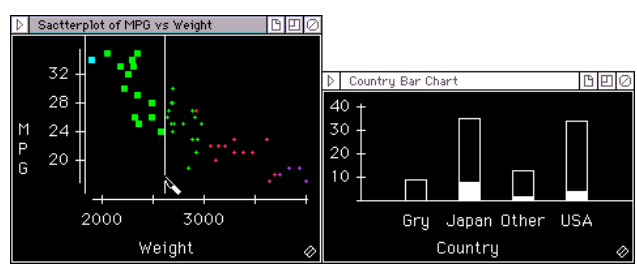 Sactterplot of MPG vs Weight
32
28
24
20
M
P
G
2000 3000
Weight
Country Bar Chart
40
30
20
10
Gry Japan Other USA
Country